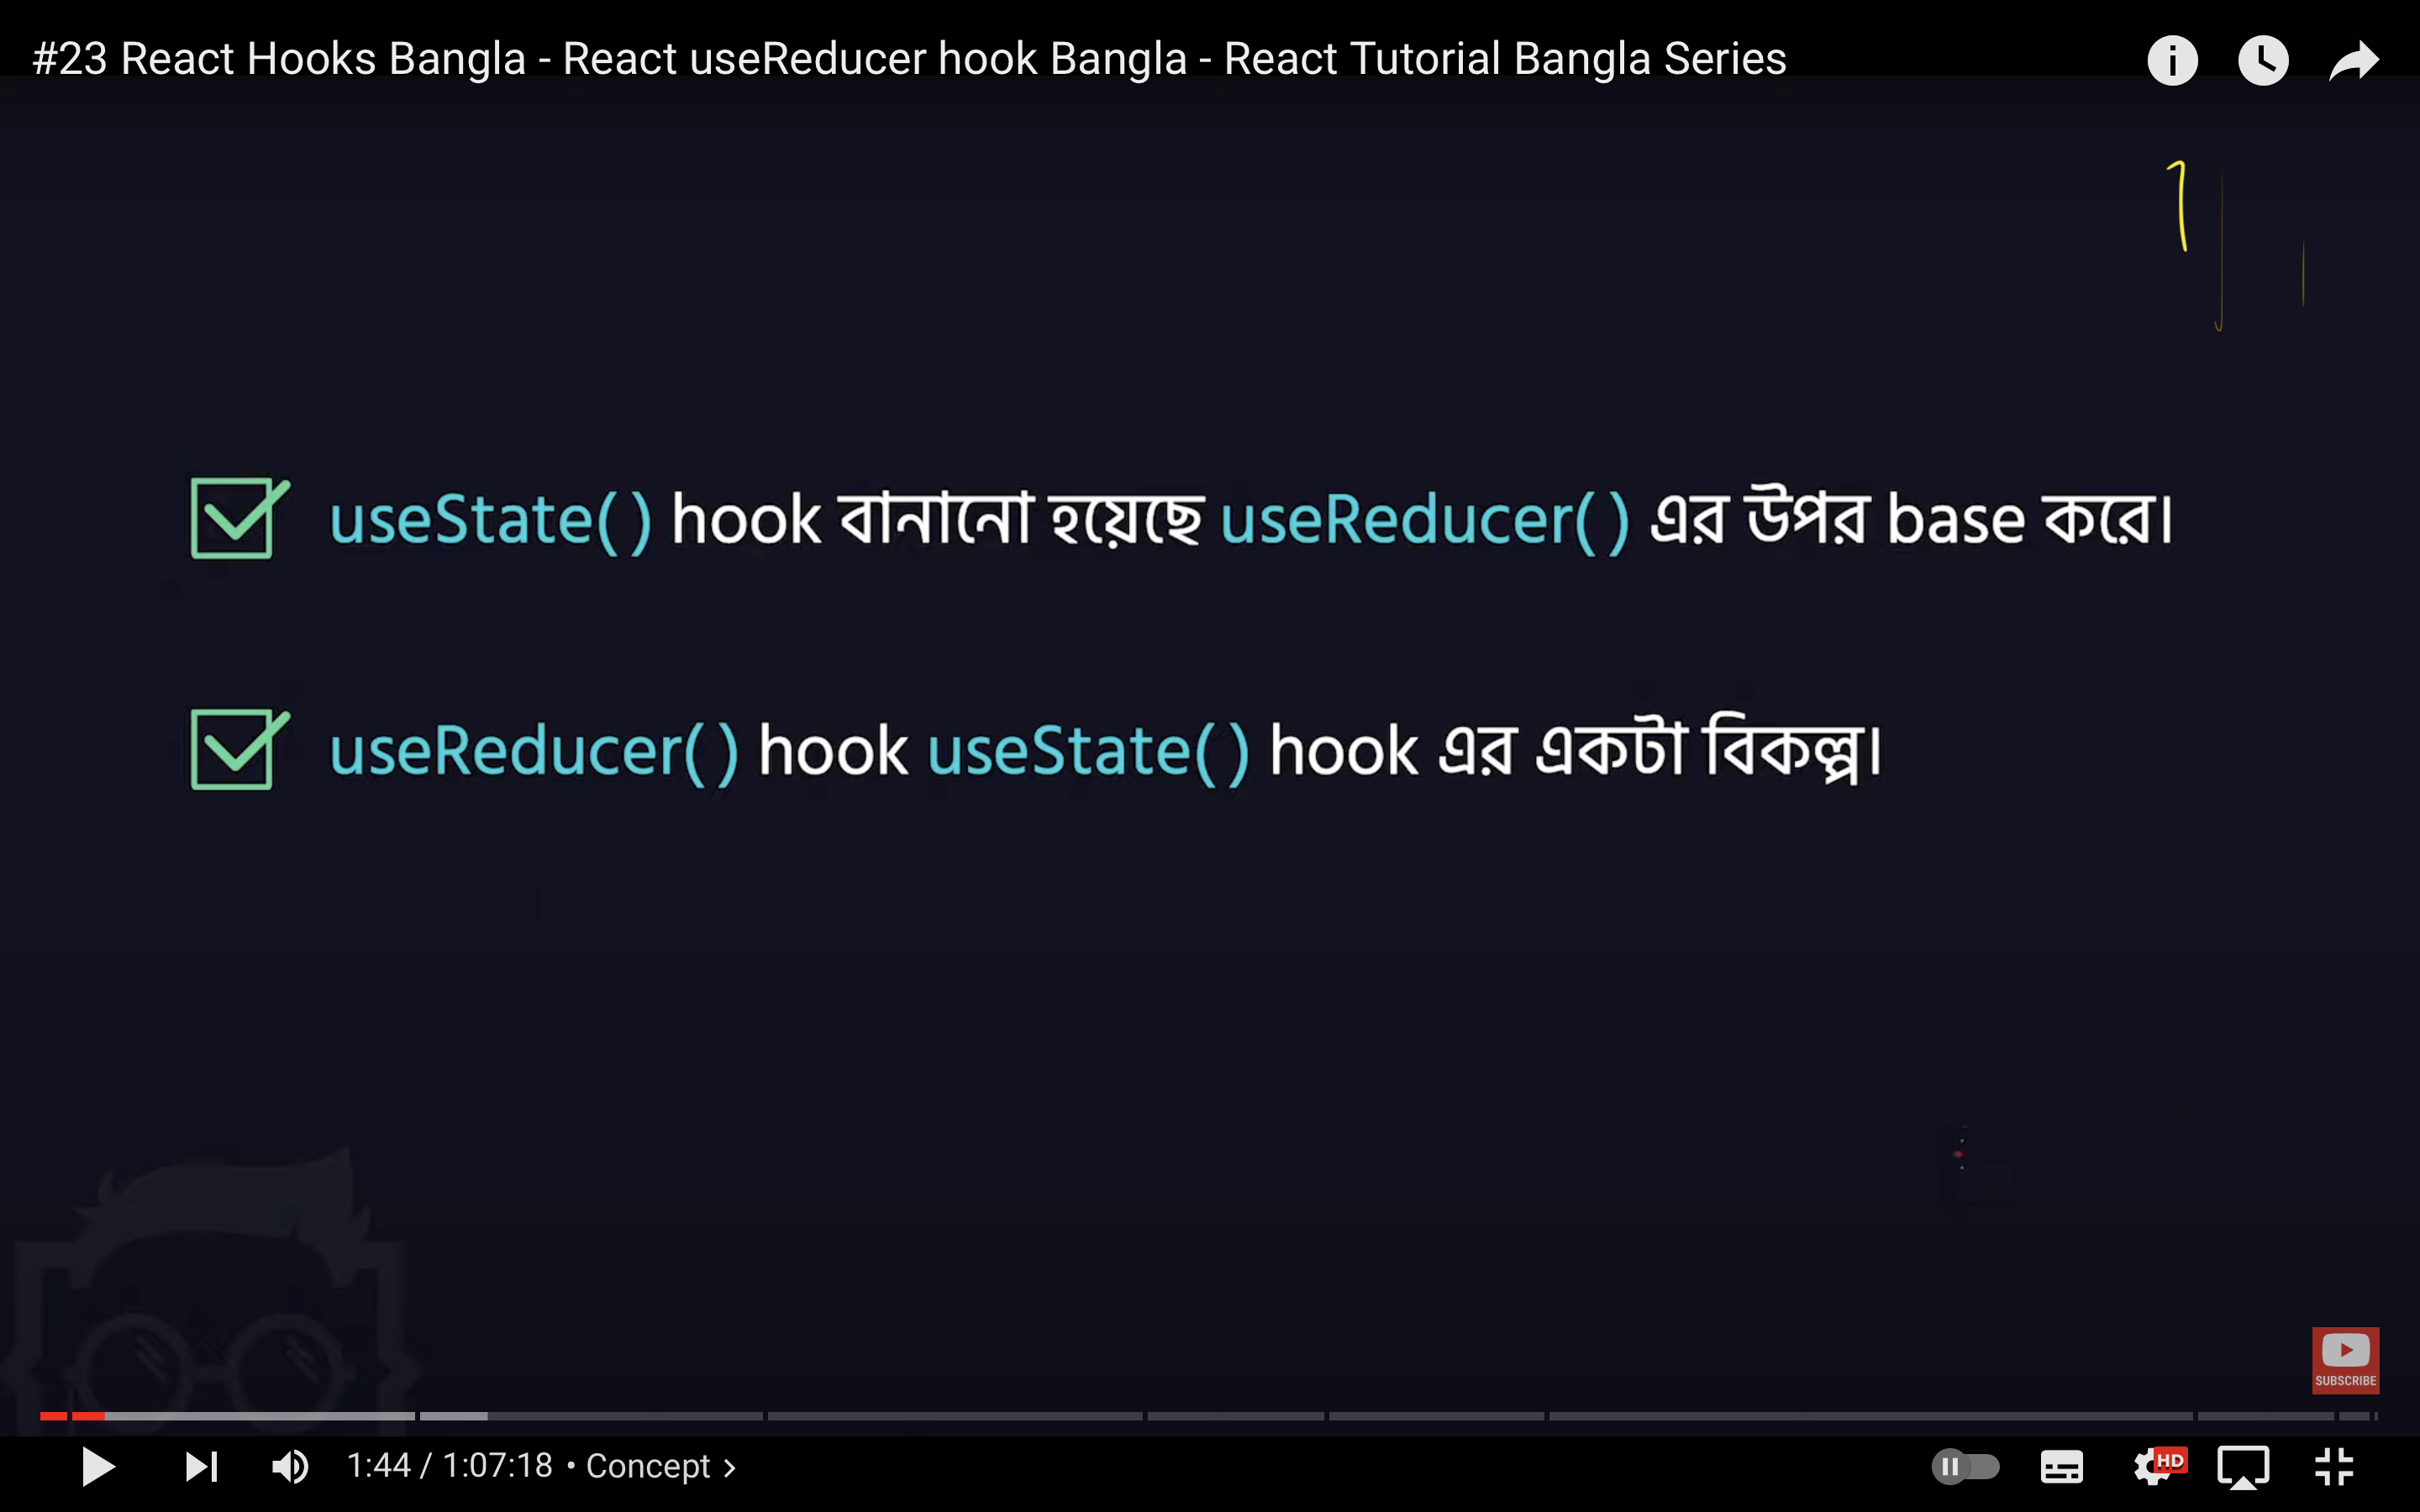 #23 React Hooks Bangla - React useReducer hook Bangla - React Tutorial Bangla Series
1
useState() hook বানানো হয়েছে useReducer() এর উপর base করে।
useReducer() hook useState() hook এর একটা বিকল্প।
SUBSCRIBE
1:44 / 1:07:18 • Concept >
HD